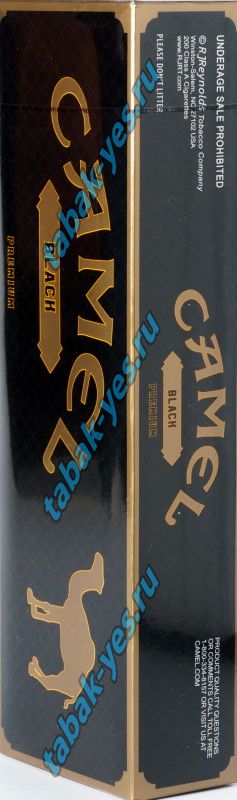 CAMEL
BLACK
PREMIUM
UNDERAGE SALE PROHIBITED
© RJReynolds Tobacco Company
Winston-Salem, NC 27102 USA
200 Class A Cigarettes
www.RJRT.com
PLEASE DON'T LITTER
CAMEL
BLACK
PREMIUM
PRODUCT QUALITY QUESTIONS
OR COMMENTS CALL TOLL FREE
1-800-334-8157 OR VISIT US AT
CAMEL.COM
tabak-yes.ru
tabak-yes.ru
tabak-yes.ru
tabak-yes.ru